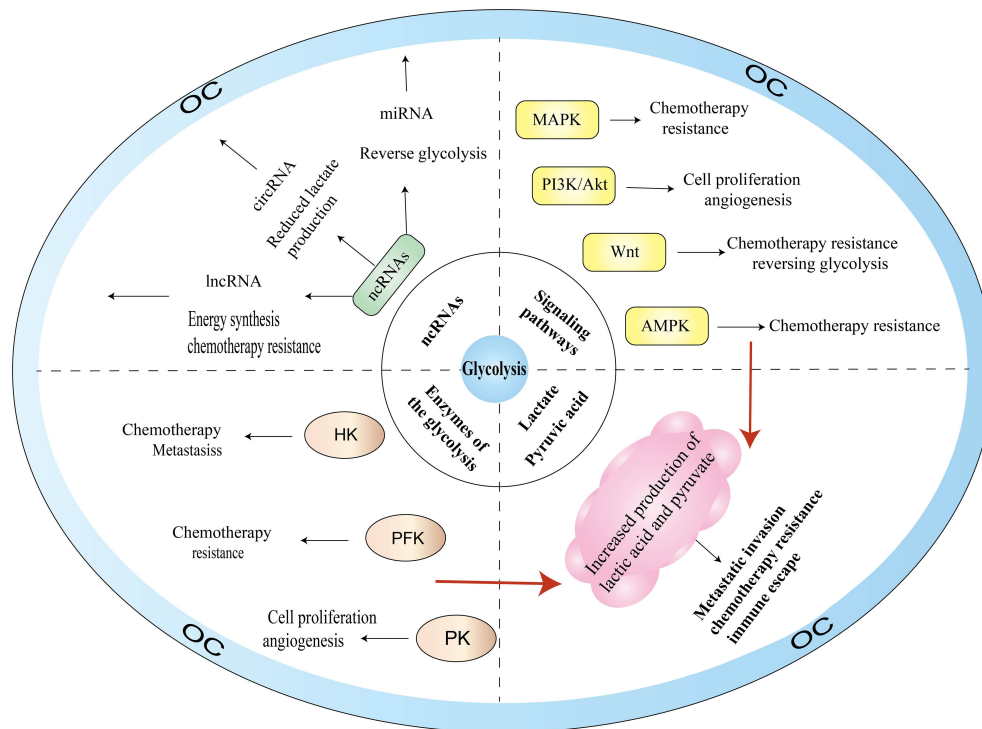 OC
OC
miRNA
Reverse glycolysis
circRNA
Reduced lactate
production
lncRNA
Energy synthesis
chemotherapy resistance
ncRNAs
MAPK
Chemotherapy
resistance
PI3K/Akt
Cell proliferation
angiogenesis
Wnt
Chemotherapy resistance
reversing glycolysis
AMPK
Chemotherapy resistance
ncRNAs
Signaling
pathways
Glycolysis
Enzymes of
the glycolysis
Lactate
Pyruvic acid
HK
Chemotherapy
Metastasiss
PFK
Chemotherapy
resistance
PK
Cell proliferation
angiogenesis
Increased production of
lactic acid and pyruvate
Metastatic invasion
chemotherapy resistance
immune escape
OC
OC